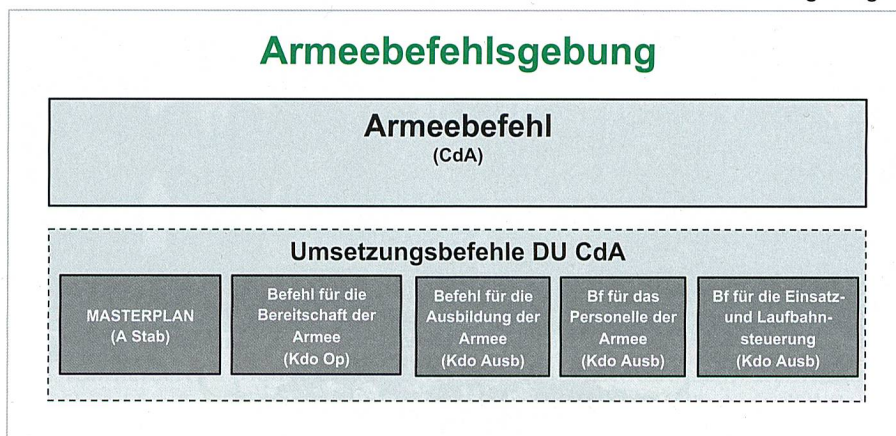 Armeebefehlsgebung
Armeebefehl
(CdA)
Umsetzungsbefehle DU CdA
MASTERPLAN
(A Stab)
Befehl für die
Bereitschaft der
Armee
(Kdo Op)
Befehl für die
Ausbildung der
Armee
(Kdo Ausb)
Bf für das
Personelle der
Armee
(Kdo Ausb)
Bf für die Einsatz-
und Laufbahn-
steuerung
(Kdo Ausb)